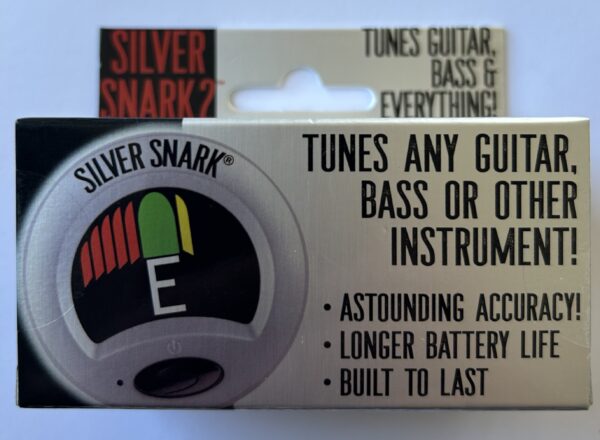 SILVER
SNARK 2™
TUNES GUITAR,
BASS &
EVERYTHING!
SILVER SNARK®
E
TUNES ANY GUITAR,
BASS OR OTHER
INSTRUMENT!
• ASTOUNDING ACCURACY!
• LONGER BATTERY LIFE
• BUILT TO LAST